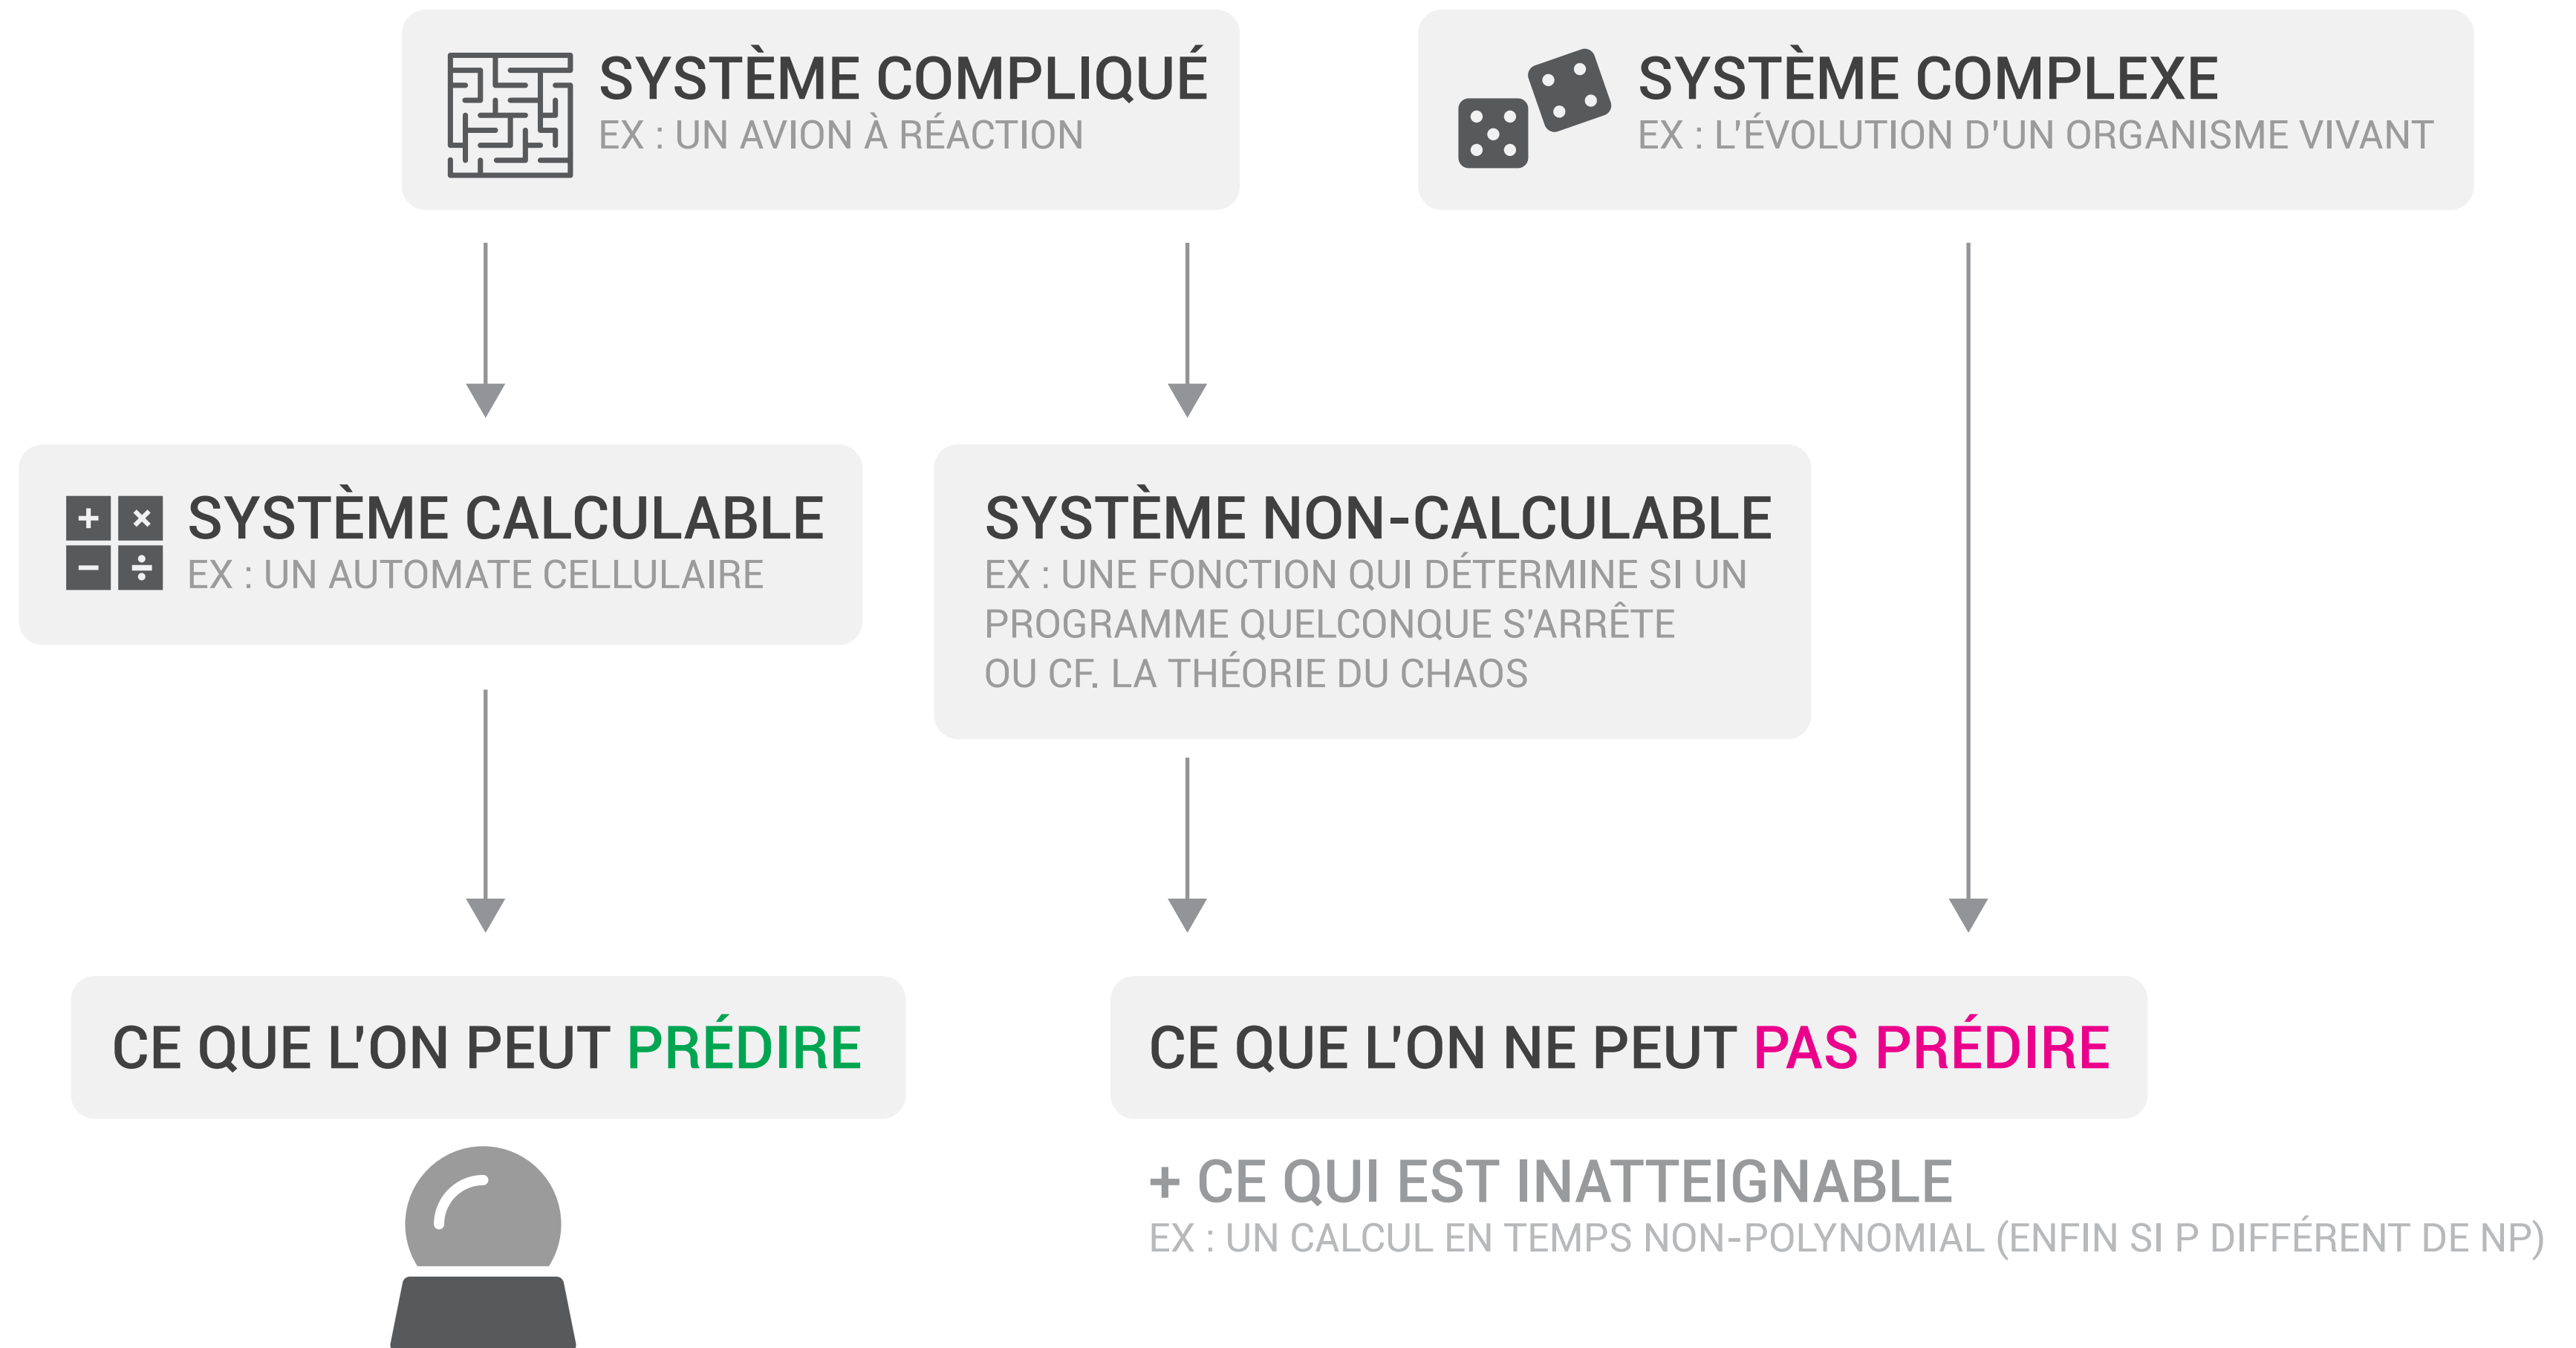 SYSTÈME COMPLIQUÉ
EX : UN AVION À RÉACTION
SYSTÈME COMPLEXE
EX : L'ÉVOLUTION D'UN ORGANISME VIVANT
SYSTÈME CALCULABLE
EX : UN AUTOMATE CELLULAIRE
SYSTÈME NON-CALCULABLE
EX : UNE FONCTION QUI DÉTERMINE SI UN
PROGRAMME QUELCONQUE S'ARRÊTE
OU CF. LA THÉORIE DU CHAOS
CE QUE L'ON PEUT PRÉDIRE
CE QUE L'ON NE PEUT PAS PRÉDIRE
+ CE QUI EST INATTEIGNABLE
EX : UN CALCUL EN TEMPS NON-POLYNOMIAL (ENFIN SI P DIFFÉRENT DE NP)